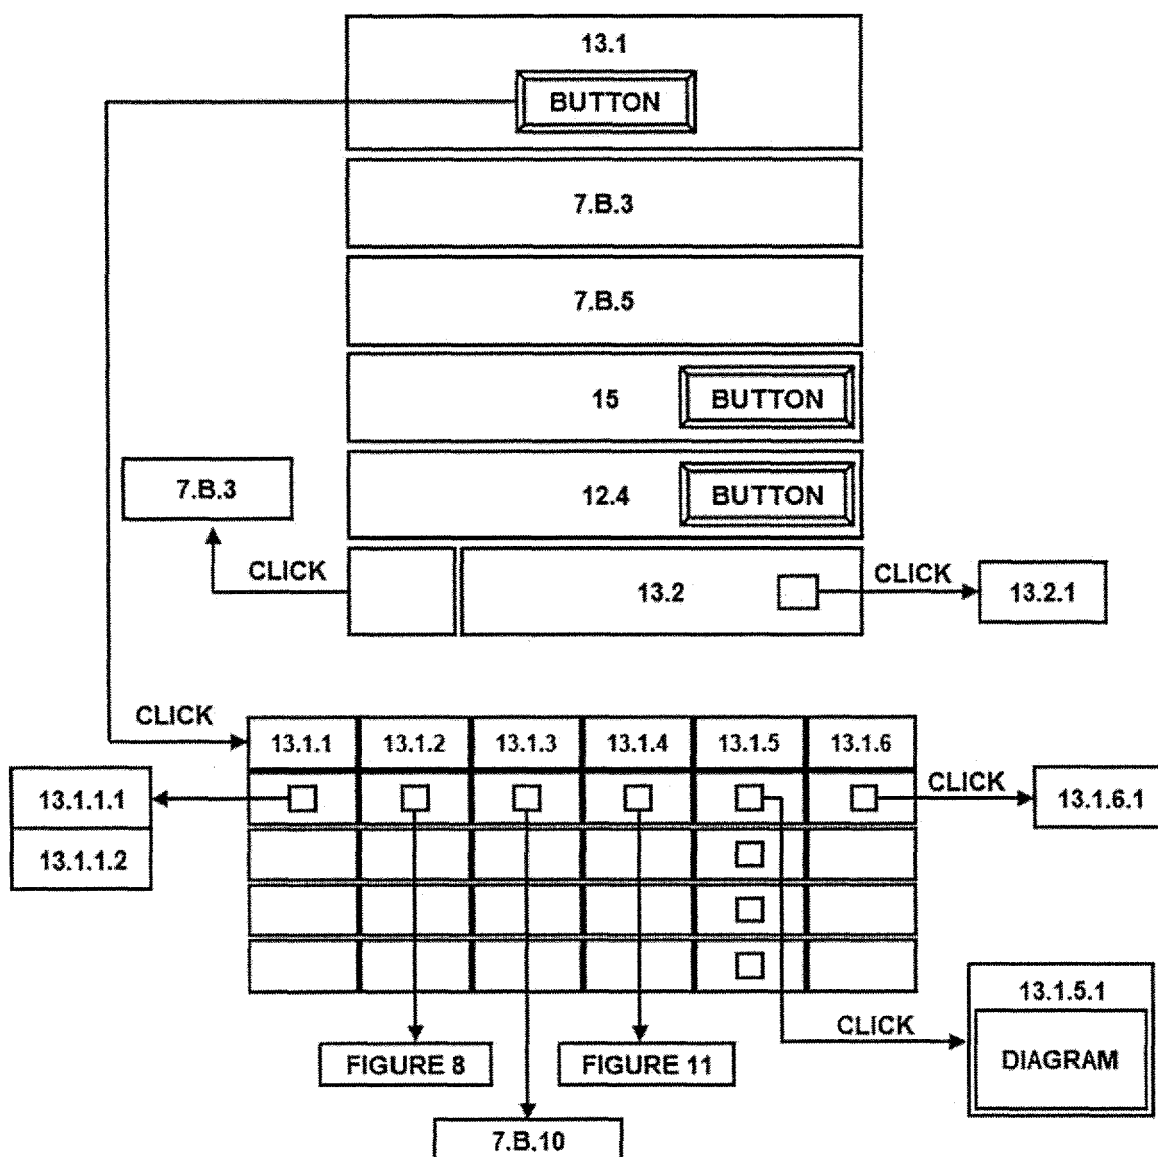 13.1
BUTTON
7.B.3
7.B.5
15 BUTTON
12.4 BUTTON
7.B.3
CLICK
13.2
CLICK
13.2.1
CLICK
13.1.1 13.1.2 13.1.3 13.1.4 13.1.5 13.1.6
13.1.1.1
13.1.1.2
CLICK
13.1.6.1
CLICK
13.1.5.1
DIAGRAM
FIGURE 8
FIGURE 11
7.B.10